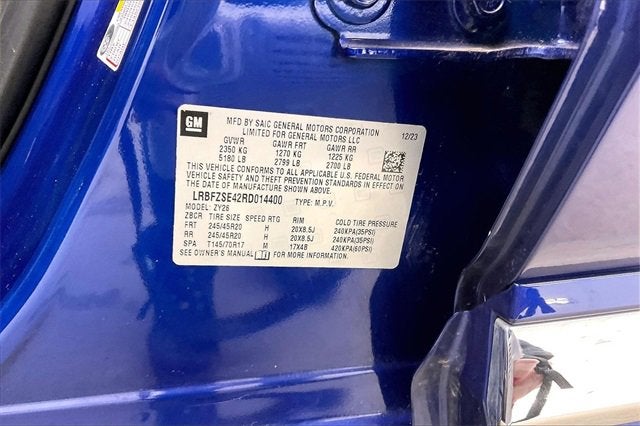 GM
MFD BY SAIC GENERAL MOTORS CORPORATION
LIMITED FOR GENERAL MOTORS LLC
12/23
GVWR GAWR FRT GAWR RR
2350 KG 1270 KG 1225 KG
5180 LB 2799 LB 2700 LB
THIS VEHICLE CONFORMS TO ALL APPLICABLE U.S. FEDERAL MOTOR
VEHICLE SAFETY AND THEFT PREVENTION STANDARDS IN EFFECT ON
THE DATE OF MANUFACTURE SHOWN ABOVE.
LRBFZSE42RD014400 TYPE: M.P.V.
MODEL: ZY26
ZBCR TIRE SIZE SPEED RTG RIM COLD TIRE PRESSURE
FRT 245/45R20 H 20X8.5J 240KPA(35PSI)
RR 245/45R20 H 20X8.5J 240KPA(35PSI)
SPA T145/70R17 M 17X4B 420KPA(60PSI)
SEE OWNER'S MANUAL FOR MORE INFORMATION.